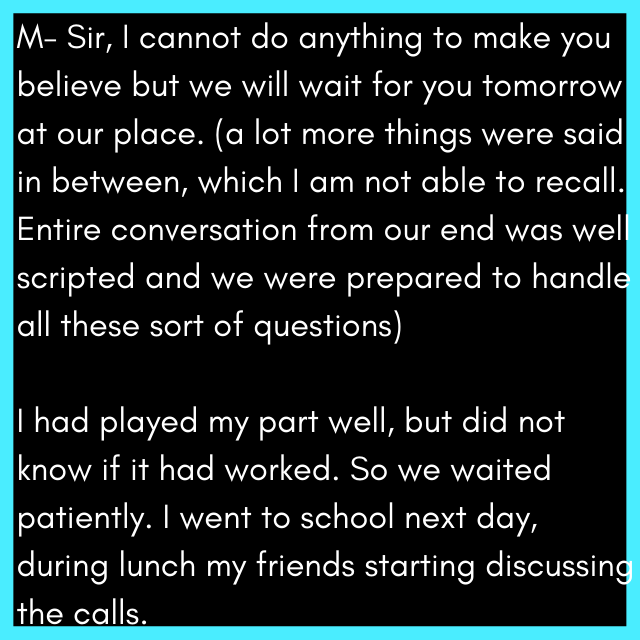 M- Sir, I cannot do anything to make you
believe but we will wait for you tomorrow
at our place. (a lot more things were said
in between, which I am not able to recall.
Entire conversation from our end was well
scripted and we were prepared to handle
all these sort of questions)
I had played my part well, but did not
know if it had worked. So we waited
patiently. I went to school next day,
during lunch my friends starting discussing
the calls.